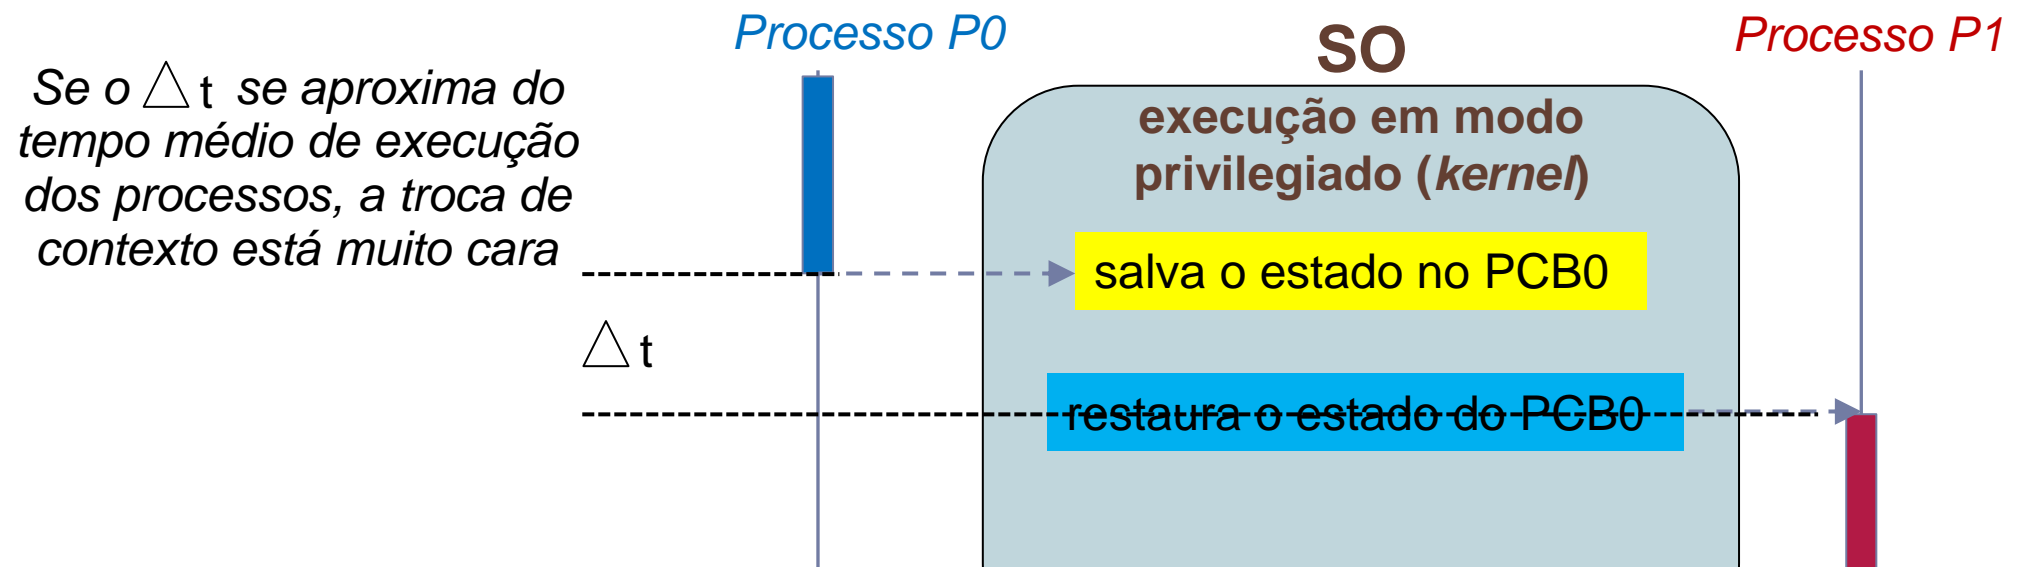 Processo P0
SO
Processo P1
Se o △ t se aproxima do
tempo médio de execução
dos processos, a troca de
contexto está muito cara
execução em modo
privilegiado (kernel)
salva o estado no PCB0
△ t
restaura o estado do PCB0